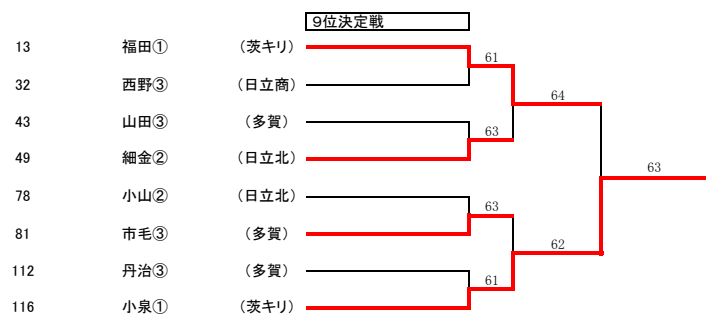 9位決定戦
13 福田① (茨キリ)
61
32 西野③ (日立商)
64
43 山田③ (多賀)
63
49 細金② (日立北)
63
78 小山② (日立北)
63
81 市毛③ (多賀)
62
112 丹治③ (多賀)
61
116 小泉① (茨キリ)